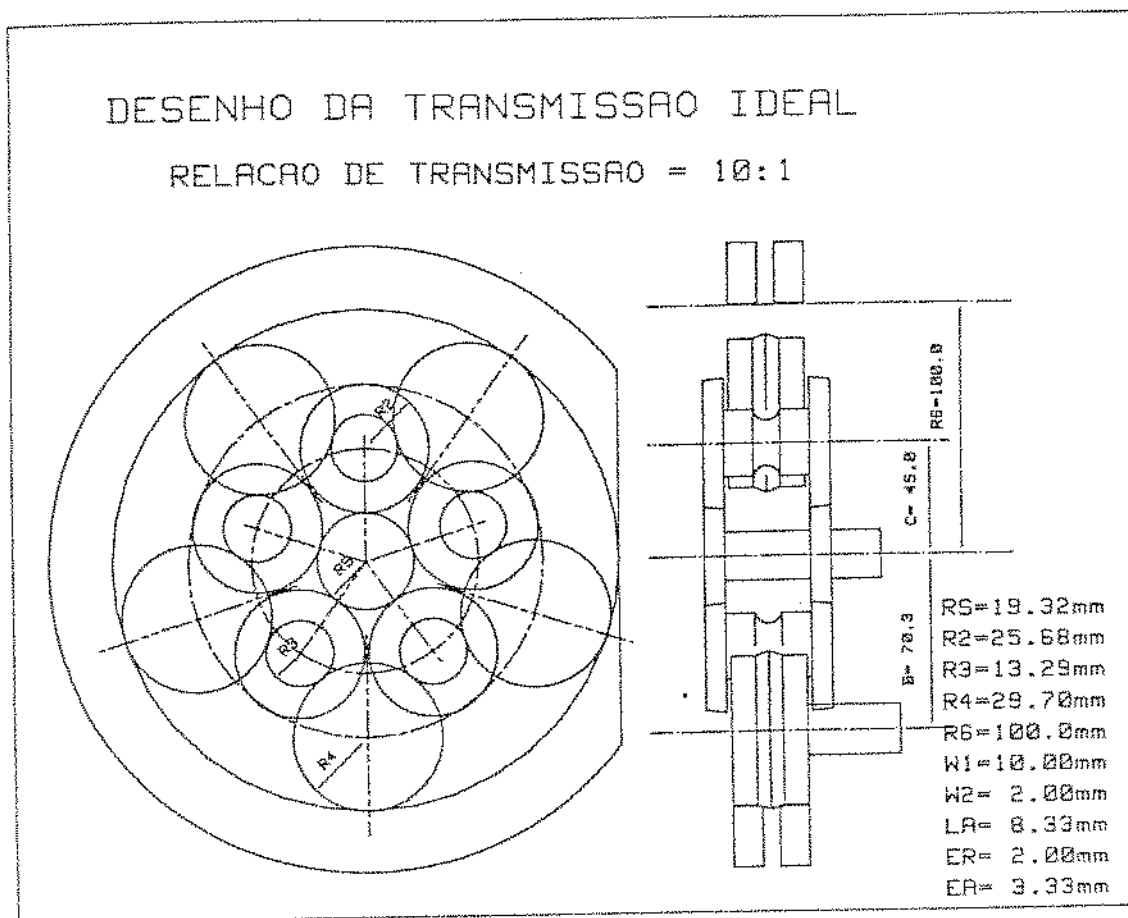 DESENHO DA TRANSMISSAO IDEAL
RELACAO DE TRANSMISSAO = 10:1
R2
RS
R3
R4
R6=100.0
C= 45.0
B= 70.3
RS=19.32mm
R2=25.68mm
R3=13.29mm
R4=29.70mm
R6=100.0mm
W1=10.00mm
W2= 2.00mm
LA= 8.33mm
ER= 2.00mm
EA= 3.33mm